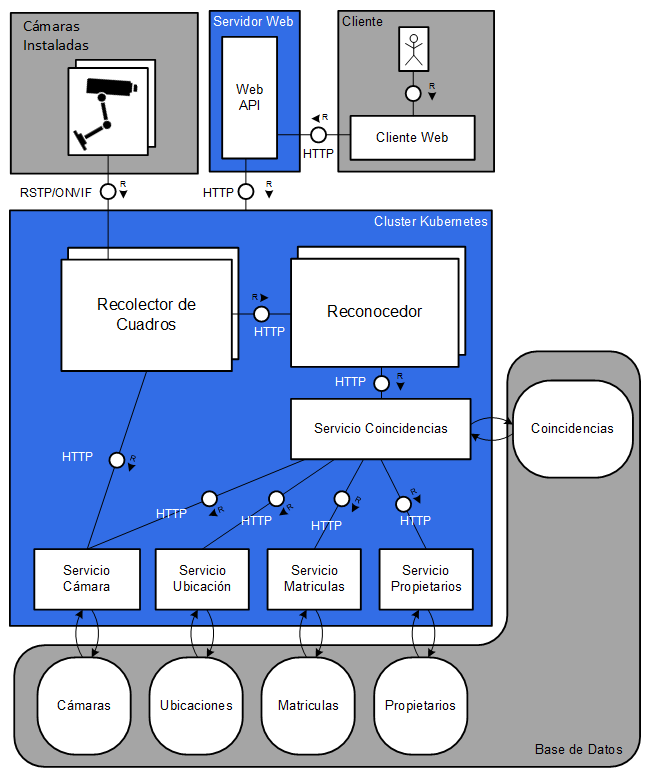 Cámaras
Instaladas
Servidor Web
Cliente
Web
API
R
HTTP
R
Cliente Web
RSTP/ONVIF
R
HTTP
R
Cluster Kubernetes
Recolector de
Cuadros
R
HTTP
Reconocedor
HTTP
R
Servicio Coincidencias
Coincidencias
HTTP
R
HTTP
R
HTTP
R
HTTP
R
HTTP
R
Servicio
Cámara
Servicio
Ubicación
Servicio
Matriculas
Servicio
Propietarios
Cámaras
Ubicaciones
Matriculas
Propietarios
Base de Datos